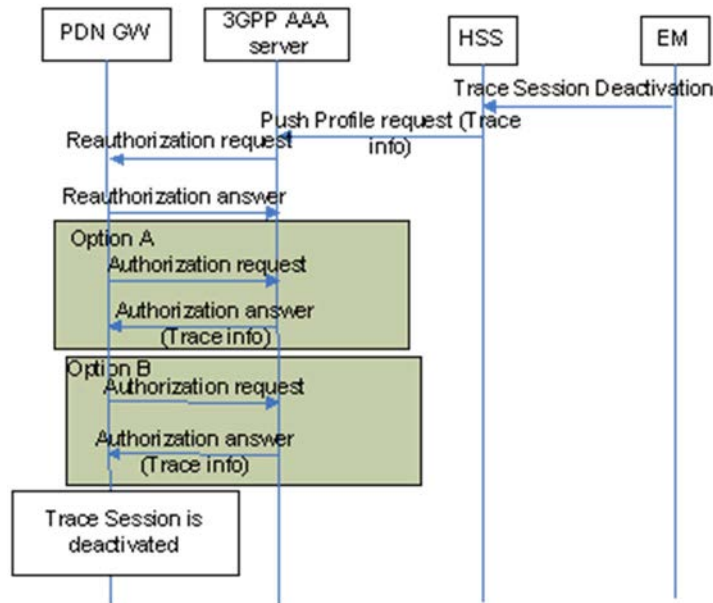 PDN GW
3GPP AAA
server
HSS
EM
Trace Session Deactivation
Push Profile request (Trace
info)
Reauthorization request
Reauthorization answer
Option A
Authorization request
Authorization answer
(Trace info)
Option B
Authorization request
Authorization answer
(Trace info)
Trace Session is
deactivated